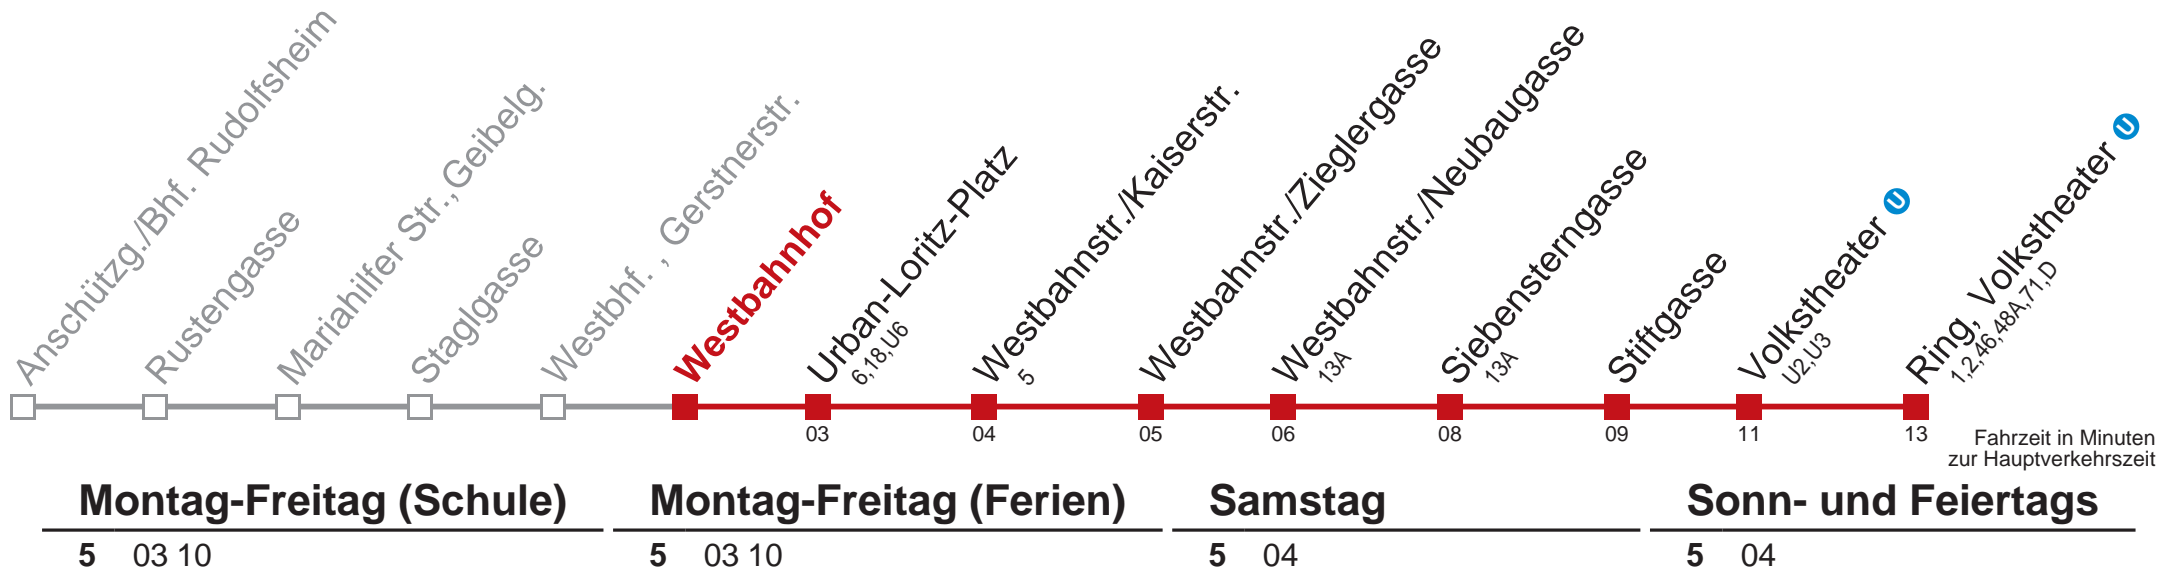 Anschützg./Bhf. Rudolfsheim
Rustengasse
Mariahilfer Str.,Geibelg.
Staglgasse
Westbhf. , Gerstnerstr.
Westbahnhof
Urban-Loritz-Platz
6,18,U6
Westbahnstr./Kaiserstr.
5
Westbahnstr./Zieglergasse
Westbahnstr./Neubaugasse
13A
Siebensterngasse
13A
Stiftgasse
Volkstheater U
U2,U3
Ring, Volkstheater U
1,2,46,48A,71,D
03 04 05 06 08 09 11 13
Fahrzeit in Minuten
zur Hauptverkehrszeit
Montag-Freitag (Schule)
5 03 10
Montag-Freitag (Ferien)
5 03 10
Samstag
5 04
Sonn- und Feiertags
5 04